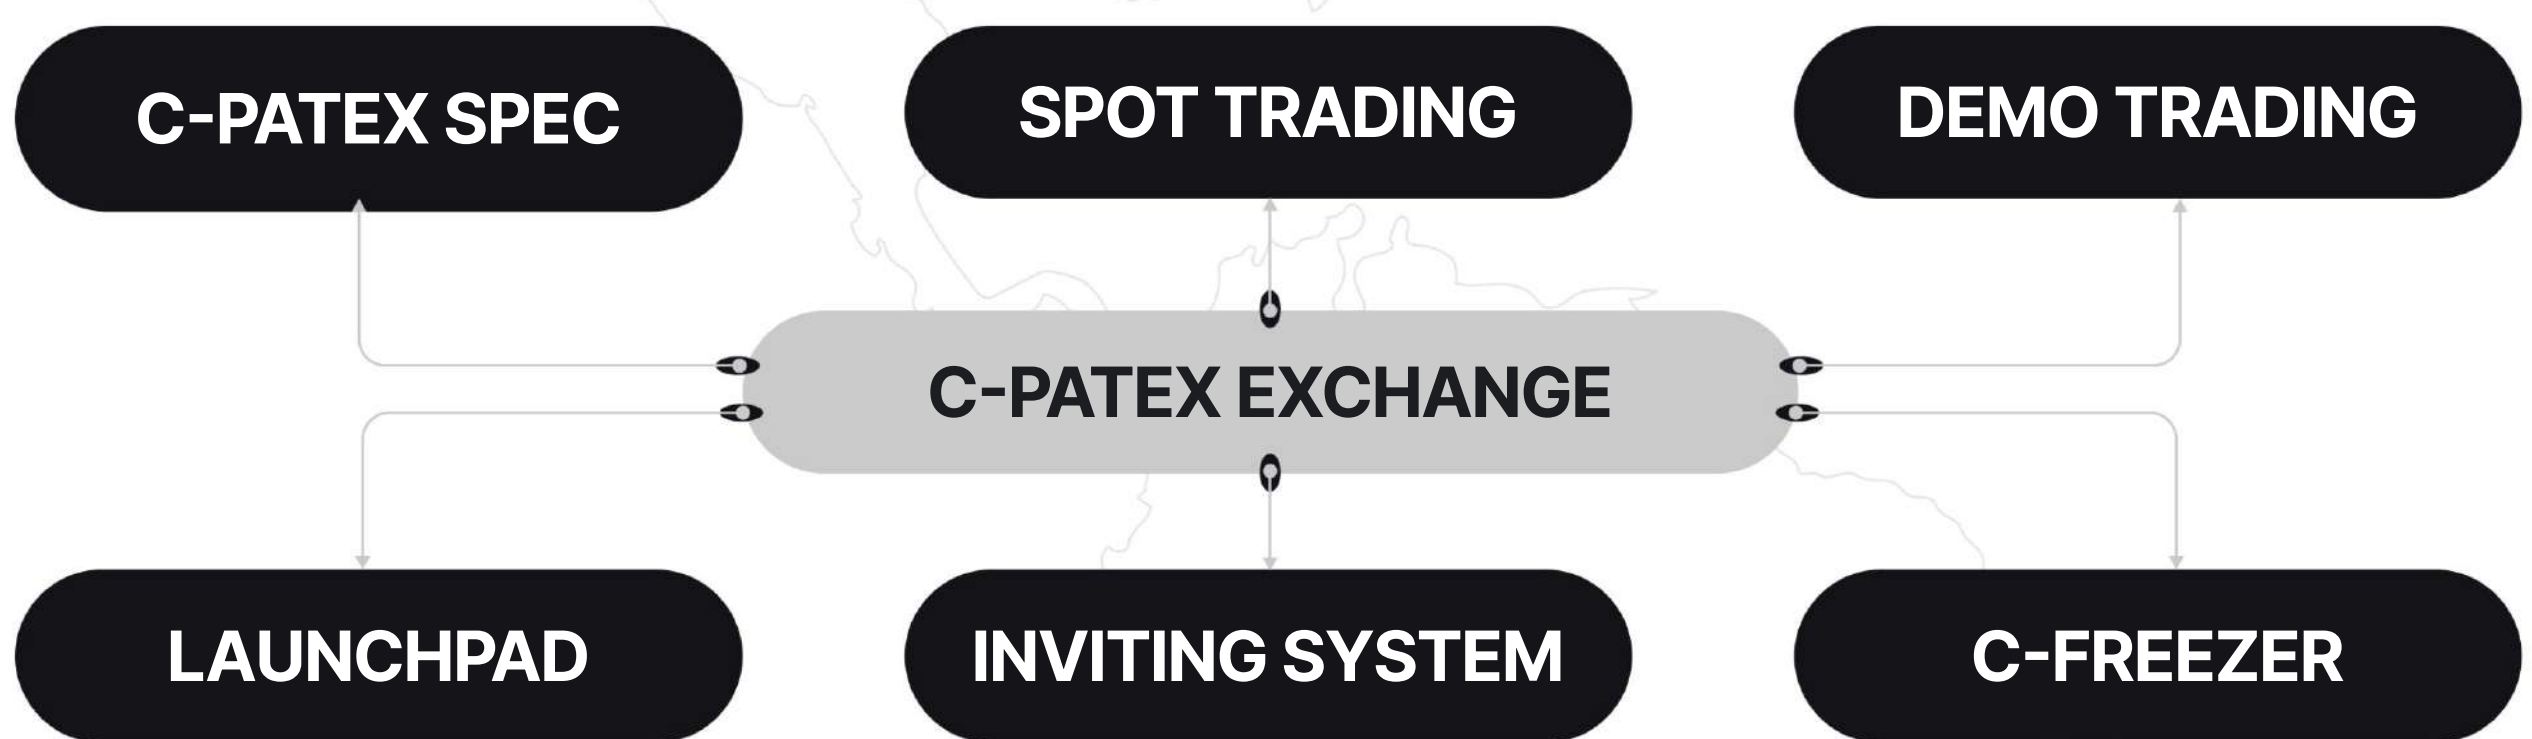 C-PATEX SPEC
SPOT TRADING
DEMO TRADING
C-PATEX EXCHANGE
LAUNCHPAD
INVITING SYSTEM
C-FREEZER